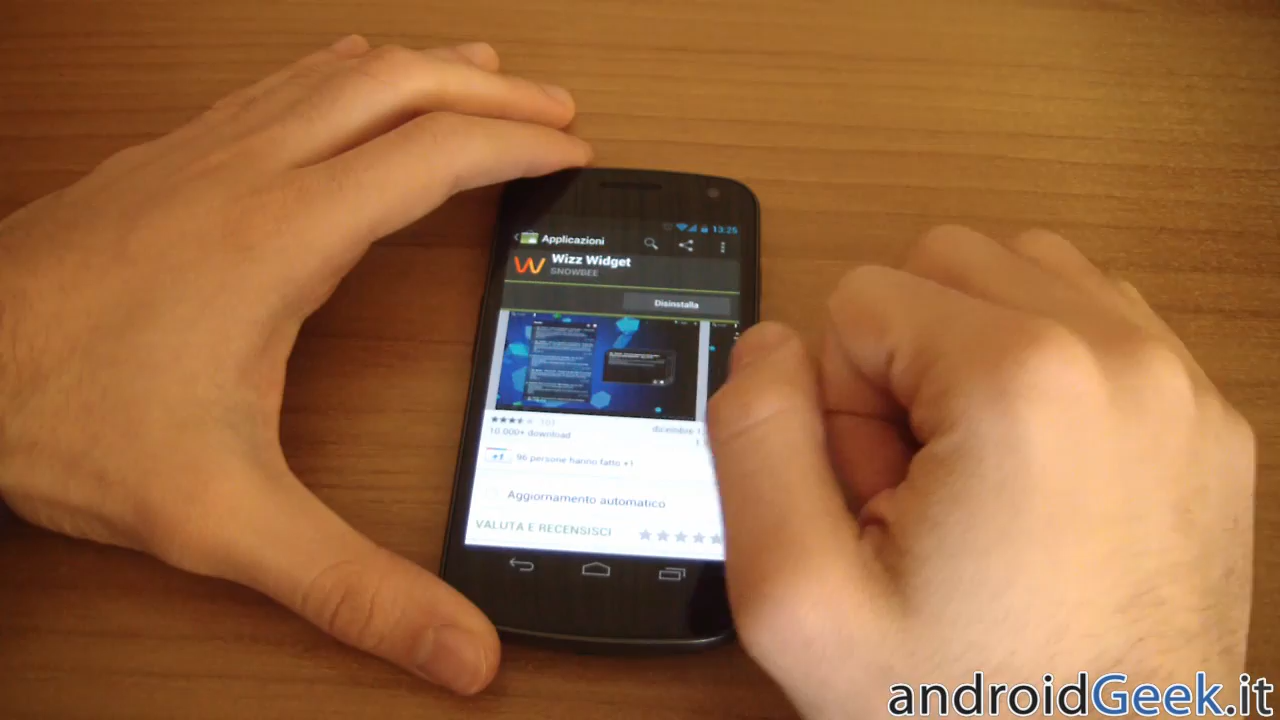 13:25
Applicazioni
Wizz Widget
SNOWBEE
Disinstalla
10.000+ download
dicembre
+1 96 persone hanno fatto +1
Aggiornamento automatico
VALUTA E RECENSISCI
androidGeek.it